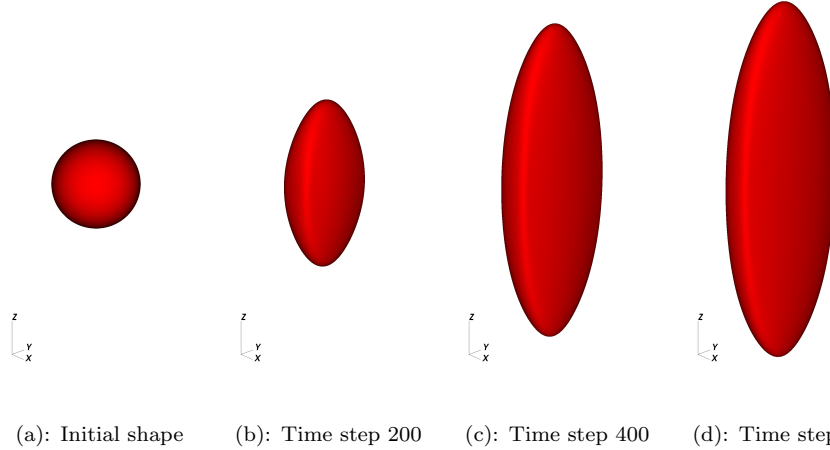 z
Y
X
z
Y
X
z
Y
X
z
Y
X
(a): Initial shape
(b): Time step 200
(c): Time step 400
(d): Time step